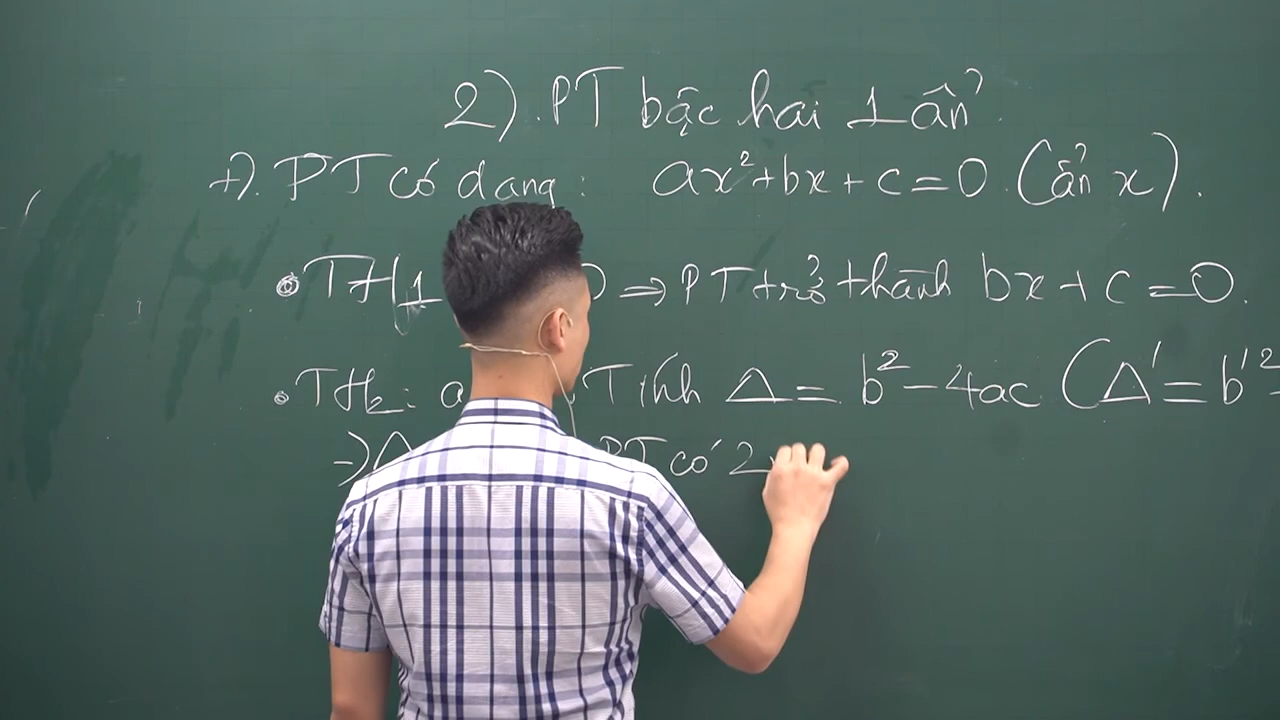 2). PT bậc hai 1 ẩn
+). PT có dạng: ax²+bx+c=0 (ẩn x).
• TH1 0 ⇒ PT trở thành bx+c=0.
• TH2: a Tính Δ= b²-4ac (Δ'=b'²-
→ PT có 2